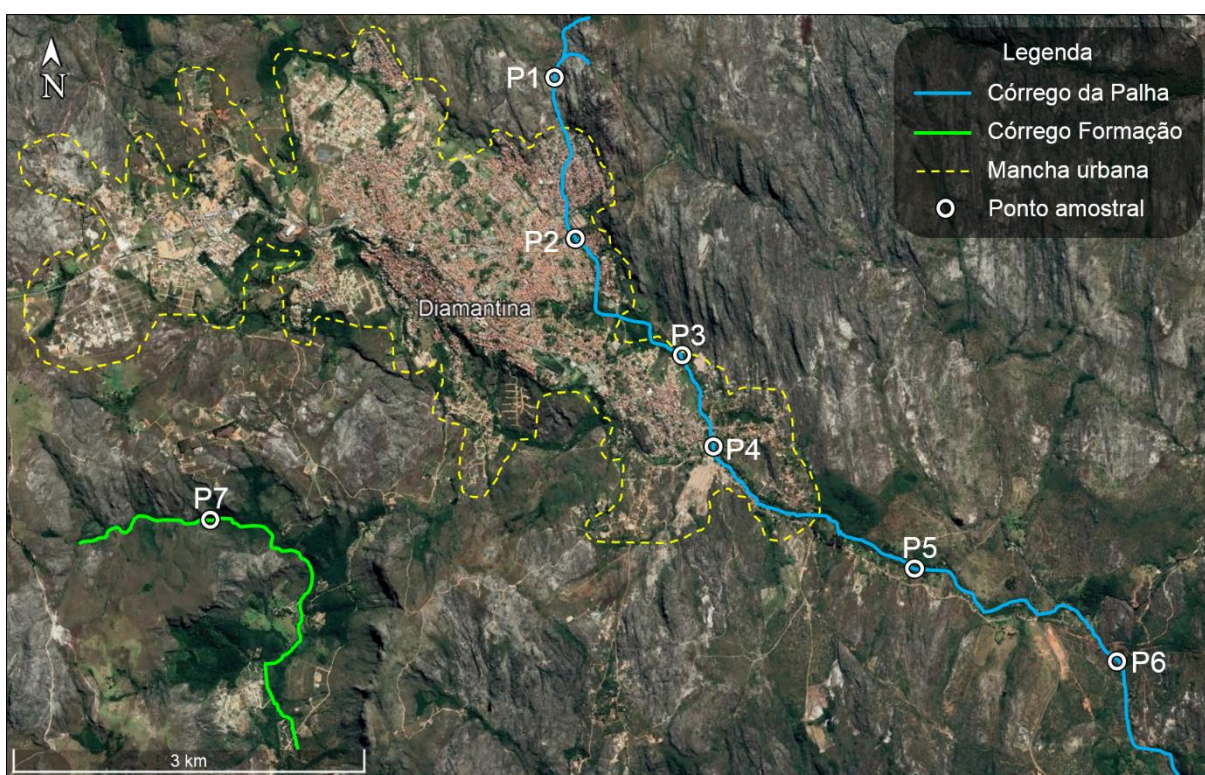 N
P1
Legenda
Córrego da Palha
Córrego Formação
Mancha urbana
Ponto amostral
P2
Diamantina
P3
P4
P7
P5
P6
3 km